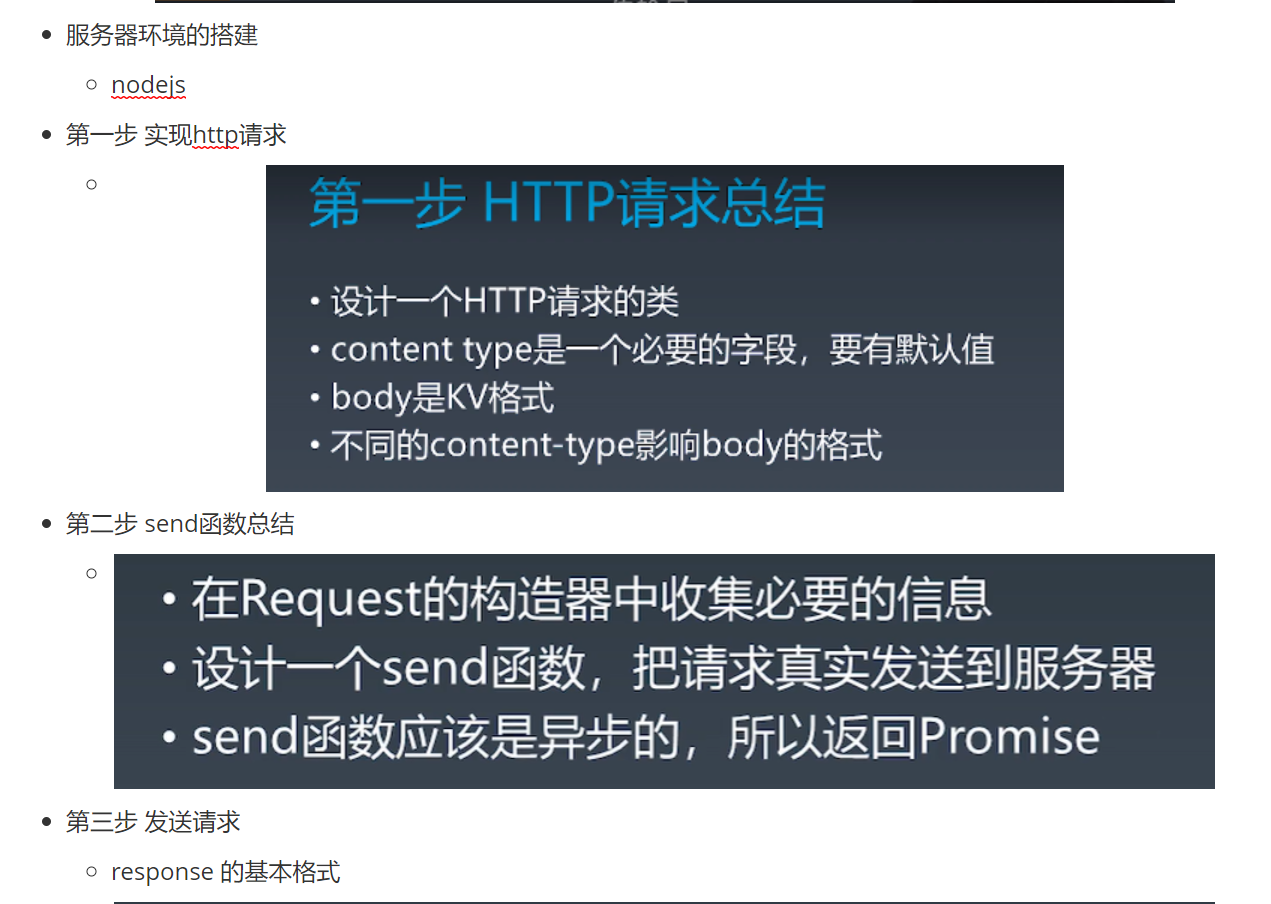 服务器环境的搭建
nodejs
第一步 实现http请求
第一步 HTTP请求总结
• 设计一个HTTP请求的类
• content type是一个必要的字段，要有默认值
• body是KV格式
• 不同的content-type影响body的格式
第二步 send函数总结
• 在Request的构造器中收集必要的信息
• 设计一个send函数，把请求真实发送到服务器
• send函数应该是异步的，所以返回Promise
第三步 发送请求
response 的基本格式